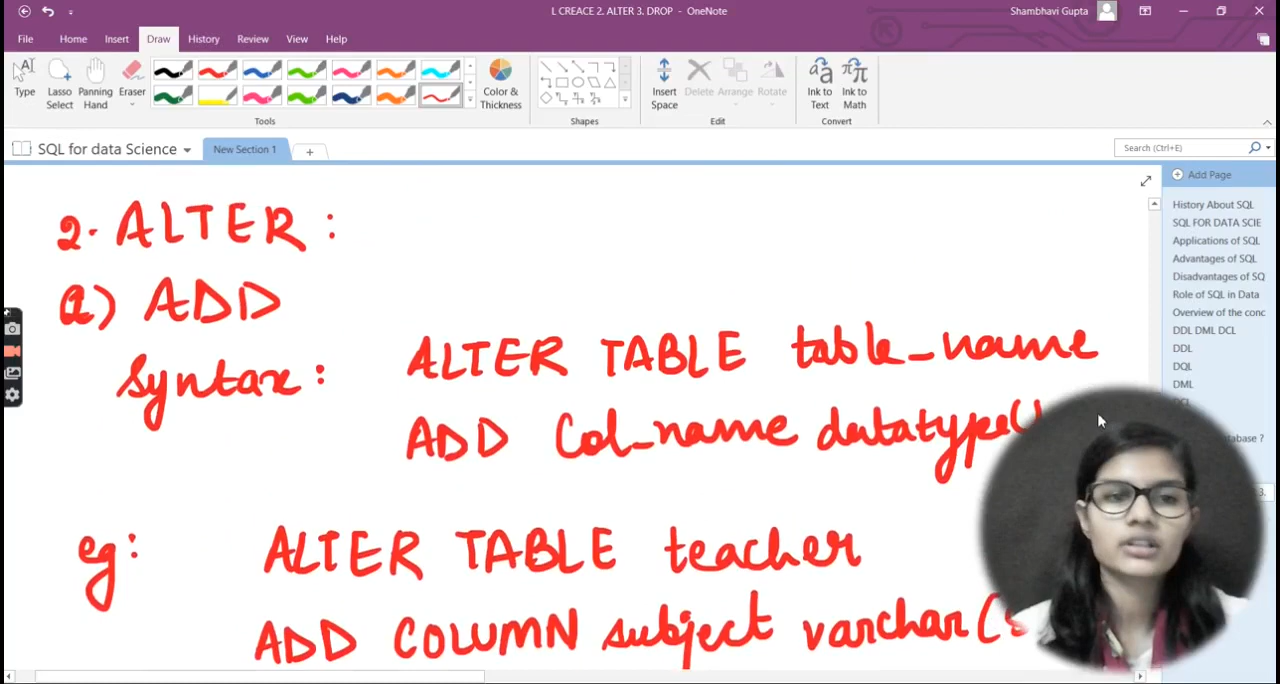 L CREACE 2. ALTER 3. DROP - OneNote
Shambhavi Gupta
File Home Insert Draw History Review View Help
Type
Lasso Select
Panning Hand
Eraser
Color & Thickness
Insert Space
Delete
Arrange
Rotate
Ink to Text
Ink to Math
Tools
Shapes
Edit
Convert
SQL for data Science
New Section 1
Search (Ctrl+E)
Add Page
History About SQL
SQL FOR DATA SCIE
Applications of SQL
Advantages of SQL
Disadvantages of SQ
Role of SQL in Data
Overview of the conc
DDL DML DCL
DDL
DQL
DML
DCL
tabase ?
3.
2. ALTER :
a) ADD
Syntax : ALTER TABLE table_name
ADD Col_name datatype(
eg: ALTER TABLE teacher
ADD COLUMN subject varchar(